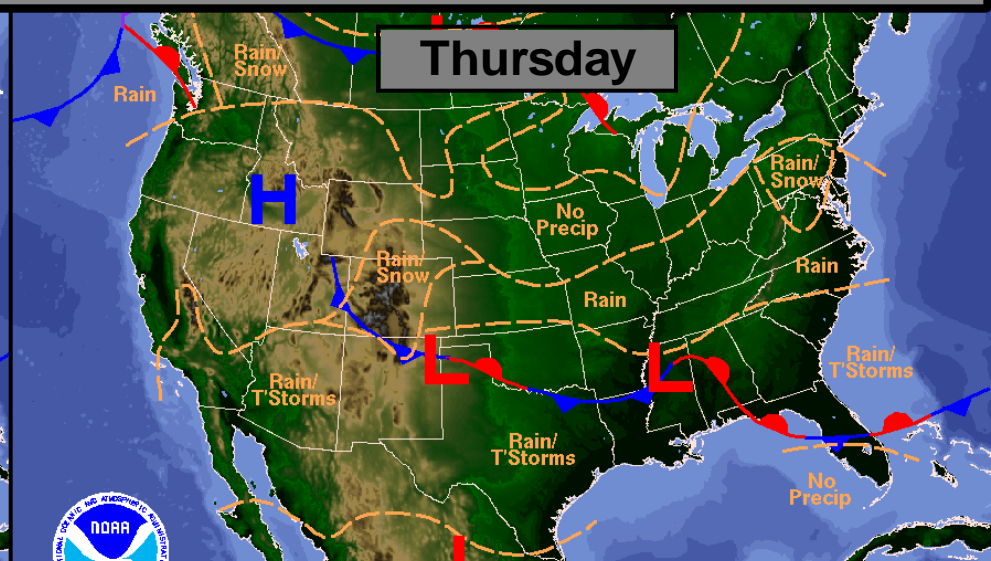 Thursday
Rain/
Snow
Rain
H
Rain/
Snow
No
Precip
Rain/
Snow
Rain
Rain
L
L
Rain/
T'Storms
Rain/
T'Storms
Rain/
T'Storms
No
Precip
NOAA